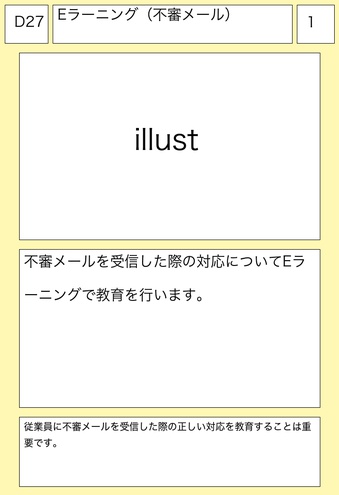 D27
Eラーニング（不審メール）
1
illust
不審メールを受信した際の対応についてEラ
ーニングで教育を行います。
従業員に不審メールを受信した際の正しい対応を教育することは重
要です。